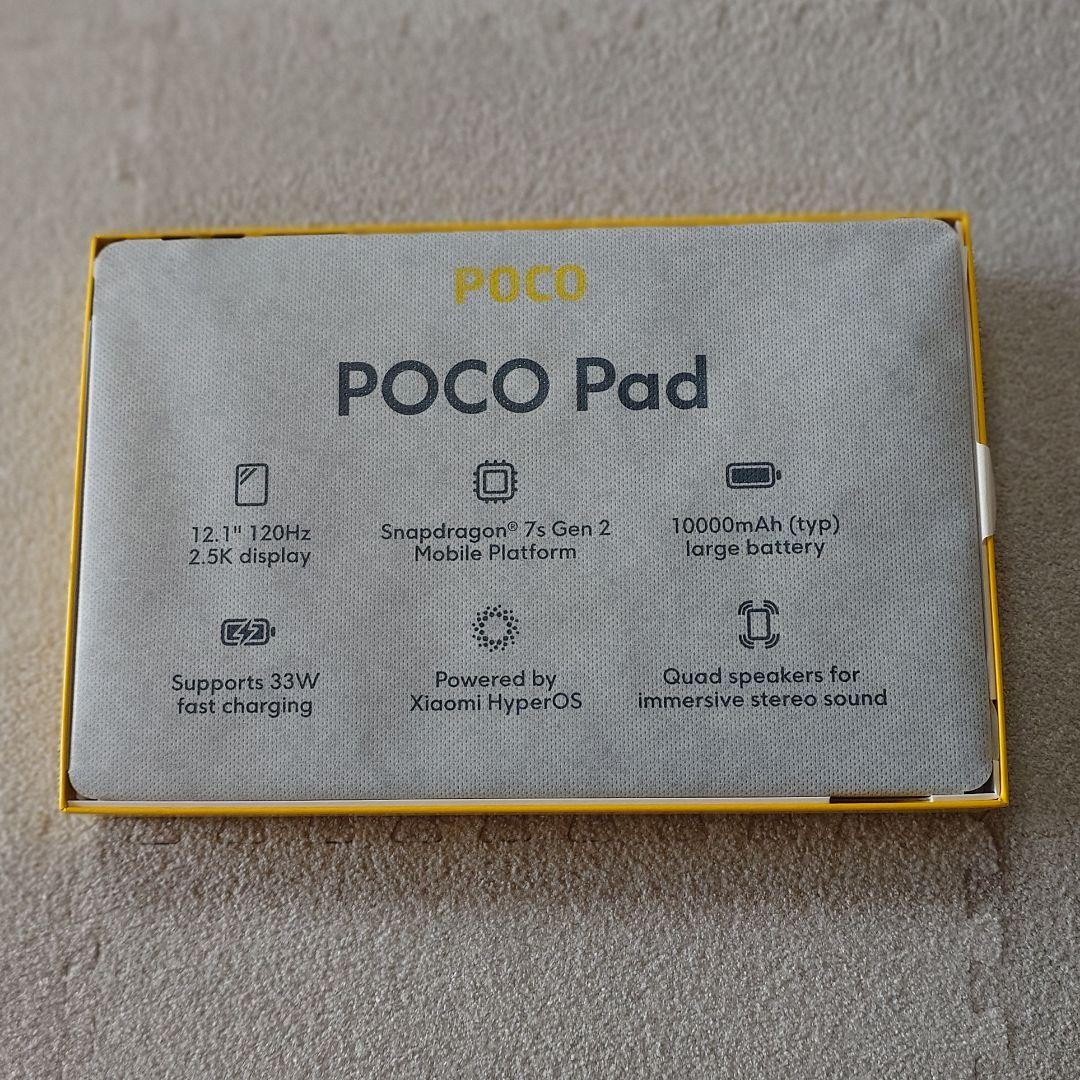 POCO
POCO Pad
12.1" 120Hz
2.5K display
Snapdragon® 7s Gen 2
Mobile Platform
10000mAh (typ)
large battery
Supports 33W
fast charging
Powered by
Xiaomi HyperOS
Quad speakers for
immersive stereo sound